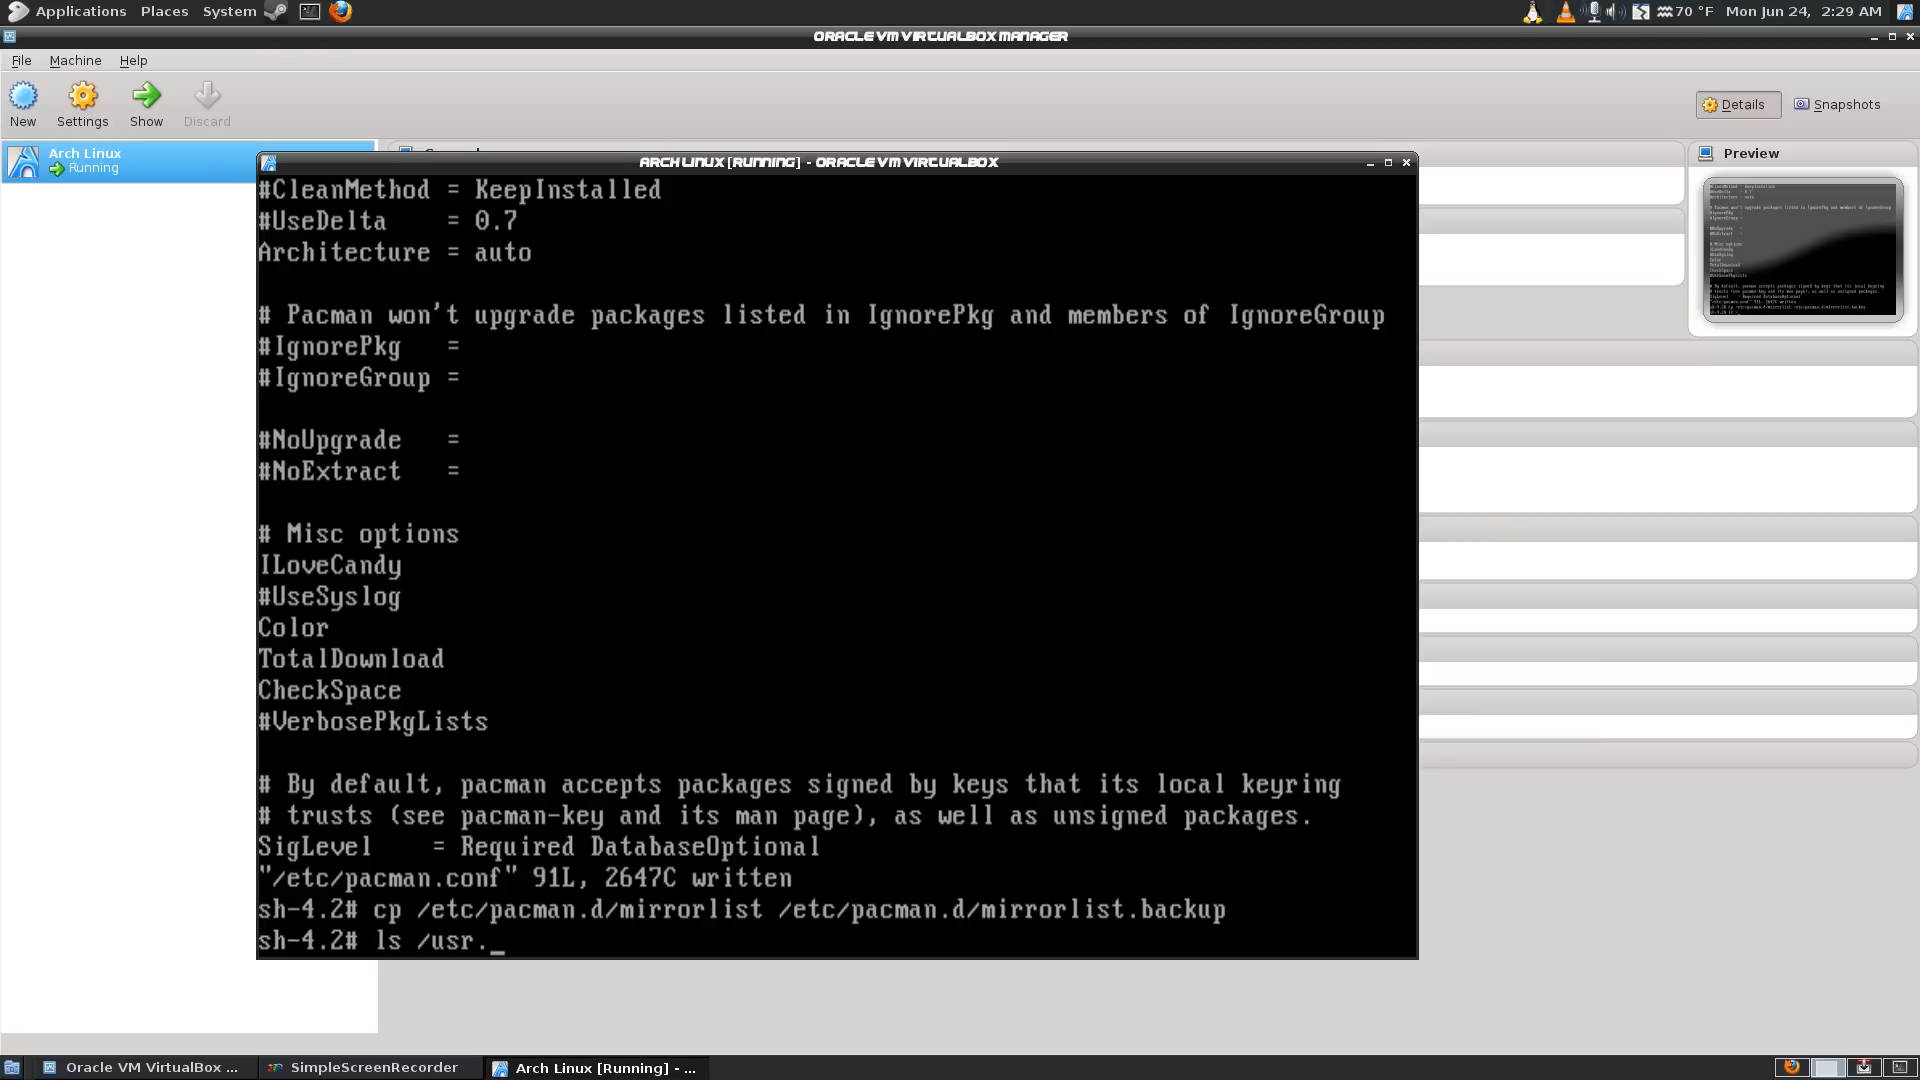 Applications Places System 70 °F Mon Jun 24, 2:29 AM
ORACLE VM VIRTUALBOX MANAGER
File Machine Help
New Settings Show Discard Details Snapshots
Arch Linux
Running
Preview
ARCH LINUX [RUNNING] - ORACLE VM VIRTUALBOX
#CleanMethod = KeepInstalled
#UseDelta    = 0.7
Architecture = auto
# Pacman won't upgrade packages listed in IgnorePkg and members of IgnoreGroup
#IgnorePkg   =
#IgnoreGroup =
#NoUpgrade   =
#NoExtract   =
# Misc options
ILoveCandy
#UseSyslog
Color
TotalDownload
CheckSpace
#VerbosePkgLists
# By default, pacman accepts packages signed by keys that its local keyring
# trusts (see pacman-key and its man page), as well as unsigned packages.
SigLevel    = Required DatabaseOptional
"/etc/pacman.conf" 91L, 2647C written
sh-4.2# cp /etc/pacman.d/mirrorlist /etc/pacman.d/mirrorlist.backup
sh-4.2# ls /usr._
Oracle VM VirtualBox ... SimpleScreenRecorder Arch Linux [Running] - ...